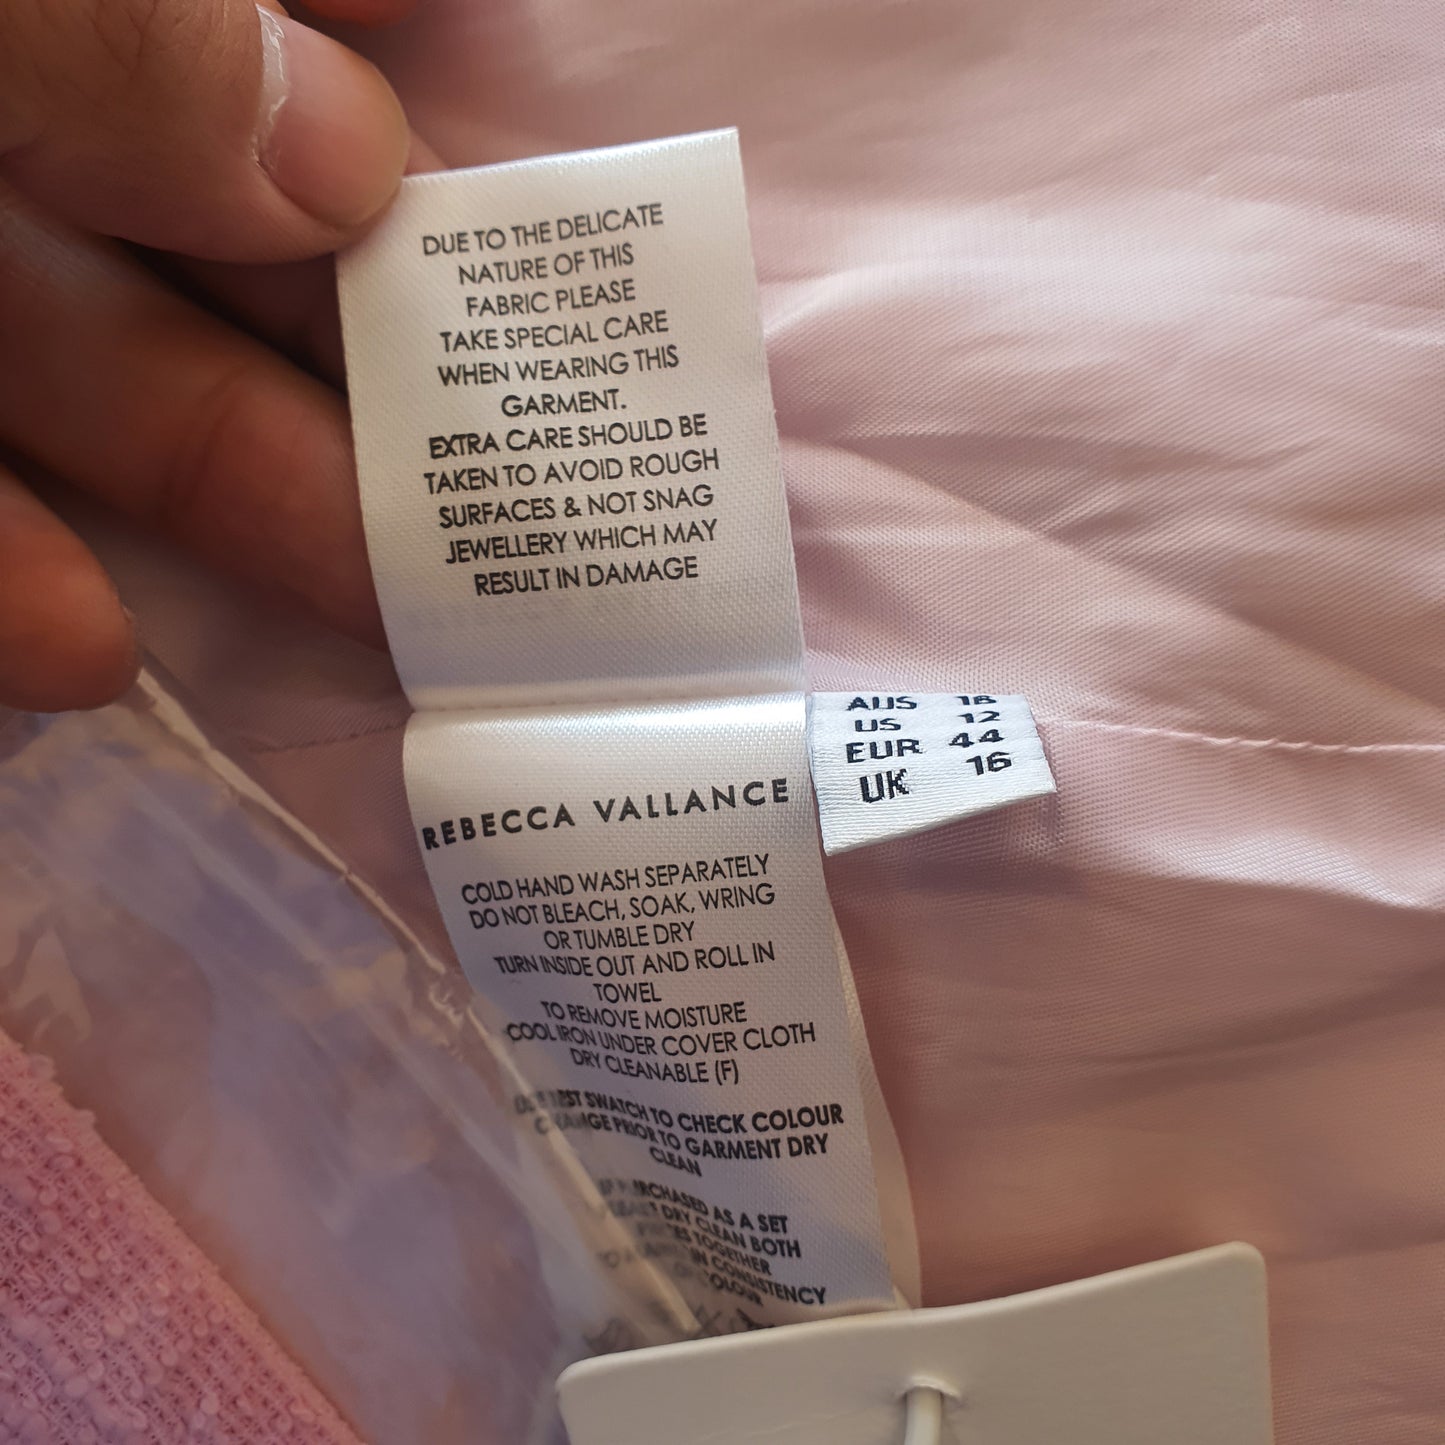 DUE TO THE DELICATE
NATURE OF THIS
FABRIC PLEASE
TAKE SPECIAL CARE
WHEN WEARING THIS
GARMENT.
EXTRA CARE SHOULD BE
TAKEN TO AVOID ROUGH
SURFACES & NOT SNAG
JEWELLERY WHICH MAY
RESULT IN DAMAGE
AUS 16
US 12
EUR 44
UK 16
REBECCA VALLANCE
COLD HAND WASH SEPARATELY
DO NOT BLEACH, SOAK, WRING
OR TUMBLE DRY
TURN INSIDE OUT AND ROLL IN
TOWEL
TO REMOVE MOISTURE
COOL IRON UNDER COVER CLOTH
DRY CLEANABLE (F)
SWATCH TO CHECK COLOUR
PRIOR TO GARMENT DRY
CLEAN
PURCHASED AS A SET
DRY CLEAN BOTH
TOGETHER
IN CONSISTENCY
COLOUR